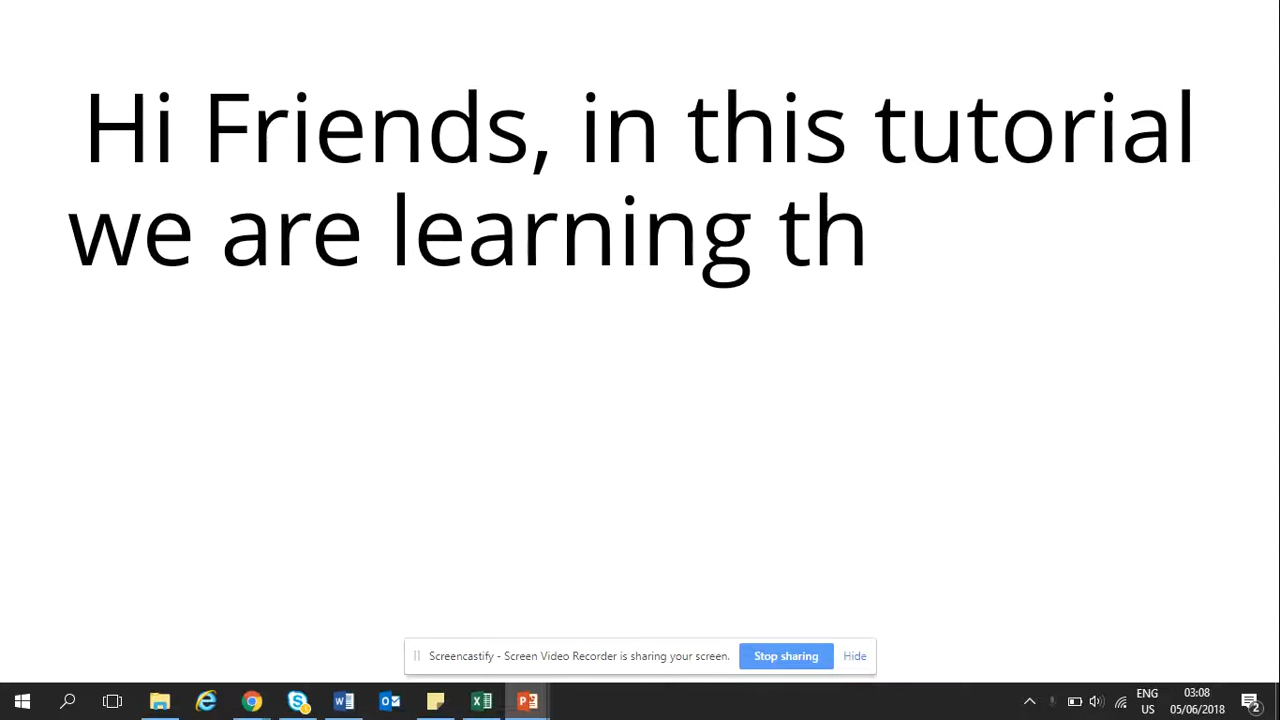 Hi Friends, in this tutorial
we are learning th
Screencastify - Screen Video Recorder is sharing your screen. Stop sharing Hide
ENG 03:08
US 05/06/2018 2